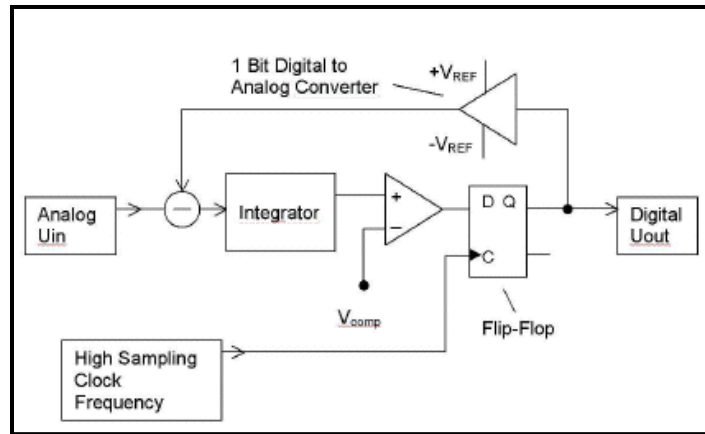 1 Bit Digital to
Analog Converter
+VREF
-VREF
Analog
Uin
Integrator
+
−
D Q
C
Digital
Uout
Vcomp
Flip-Flop
High Sampling
Clock
Frequency